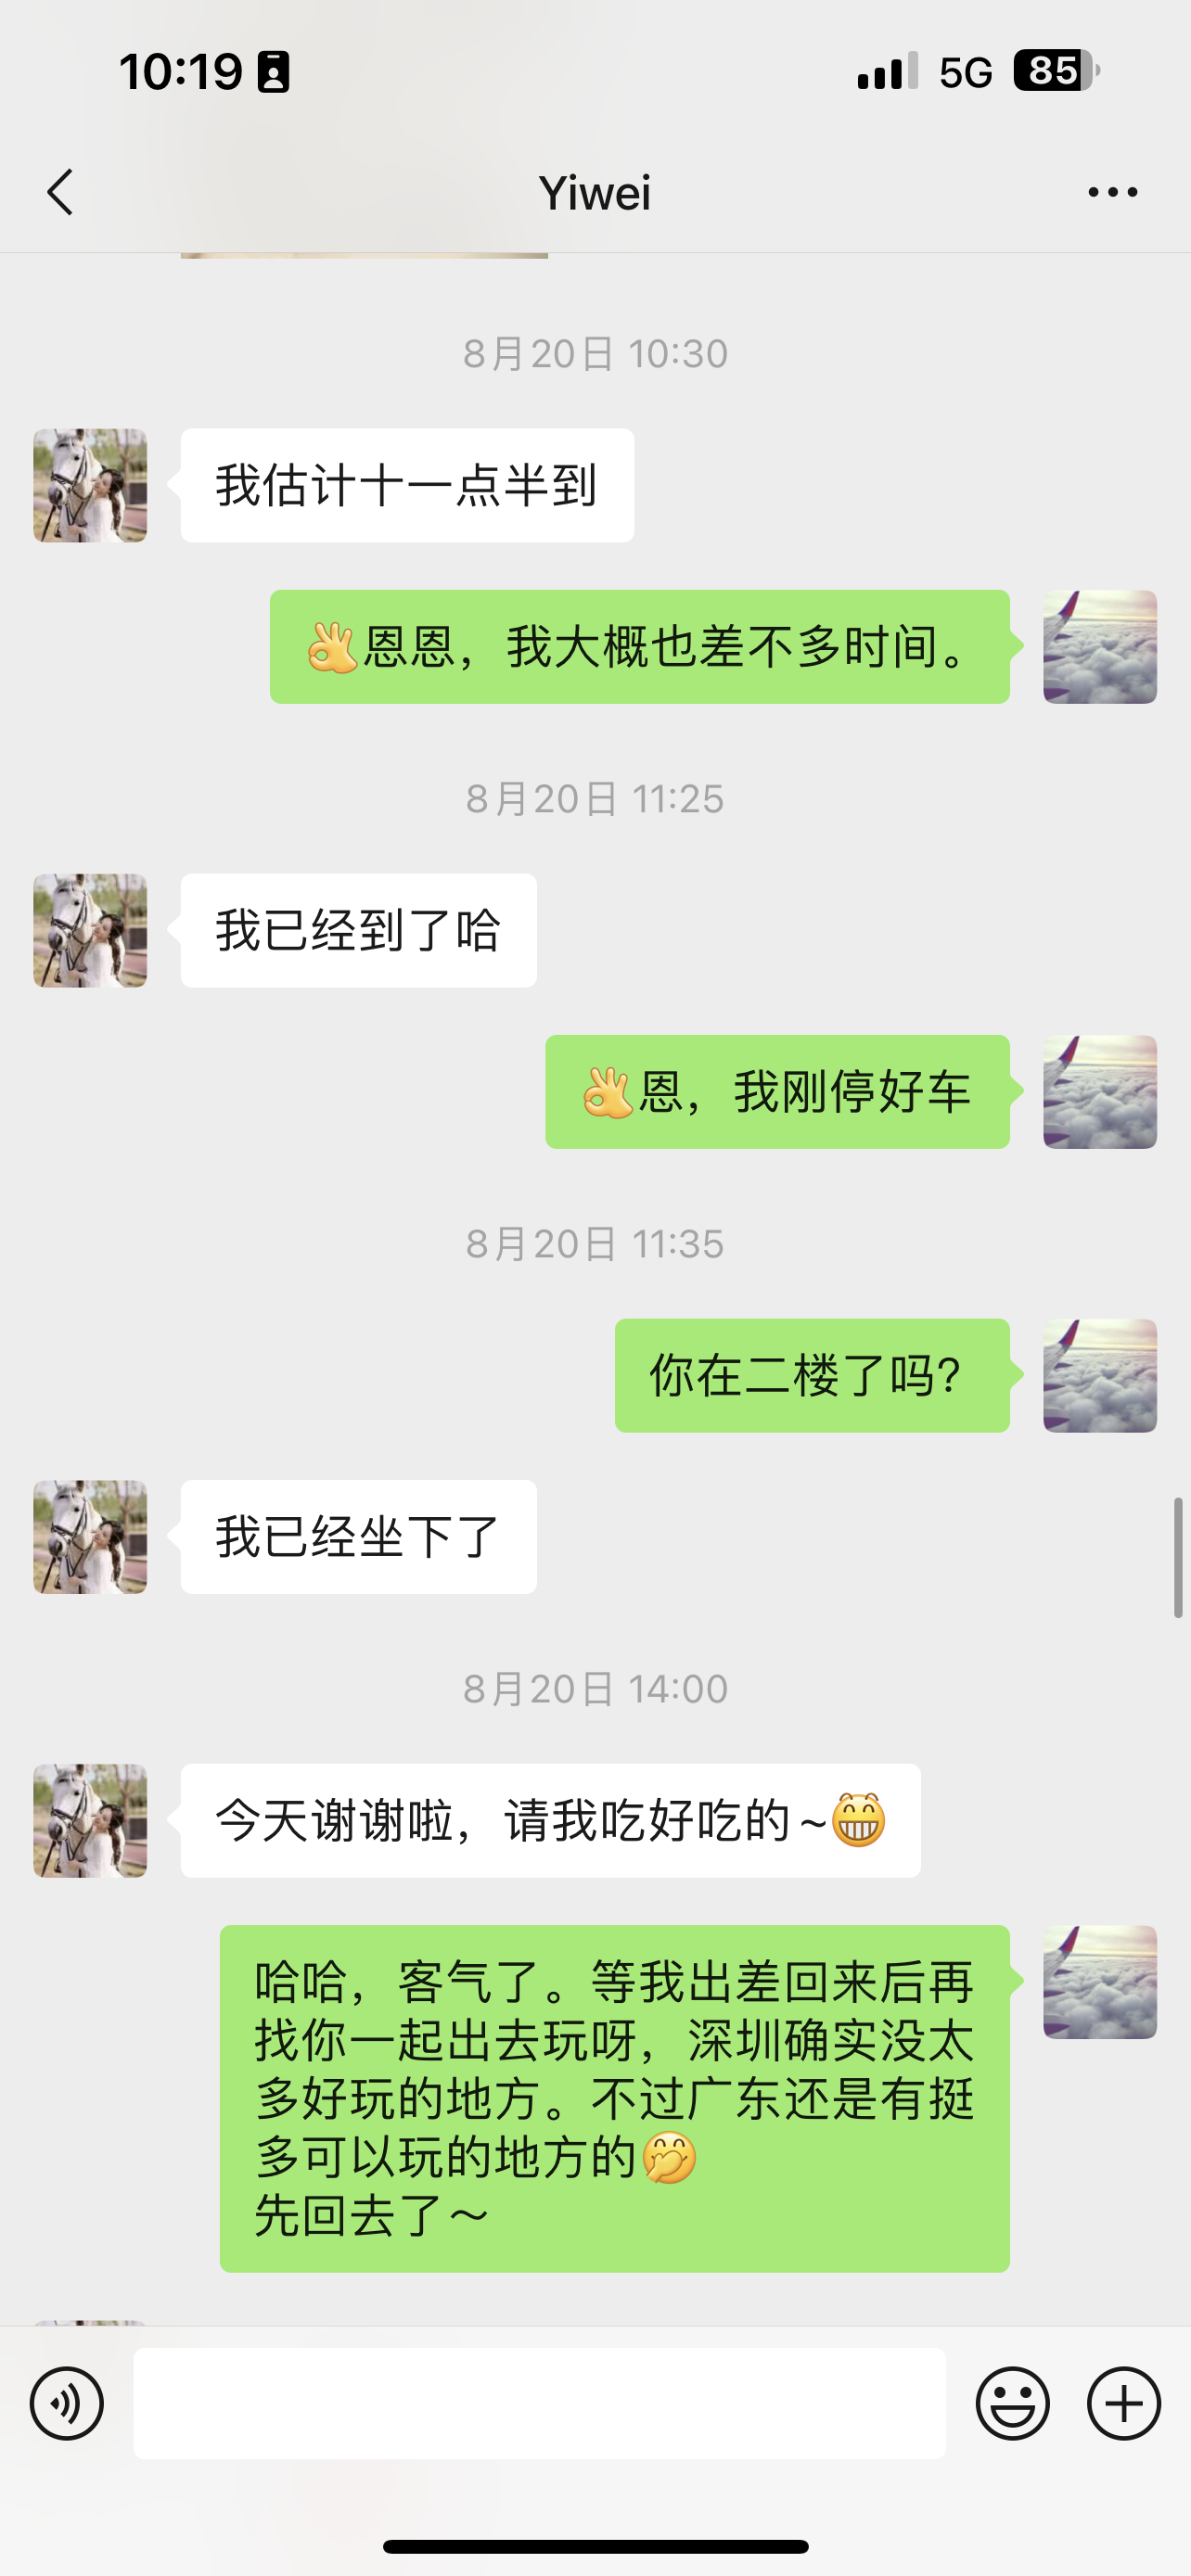 10:19 5G 85
Yiwei
8月20日 10:30
我估计十一点半到
👌恩恩，我大概也差不多时间。
8月20日 11:25
我已经到了哈
👌恩，我刚停好车
8月20日 11:35
你在二楼了吗?
我已经坐下了
8月20日 14:00
今天谢谢啦，请我吃好吃的~😁
哈哈，客气了。等我出差回来后再
找你一起出去玩呀，深圳确实没太
多好玩的地方。不过广东还是有挺
多可以玩的地方的🤭
先回去了～